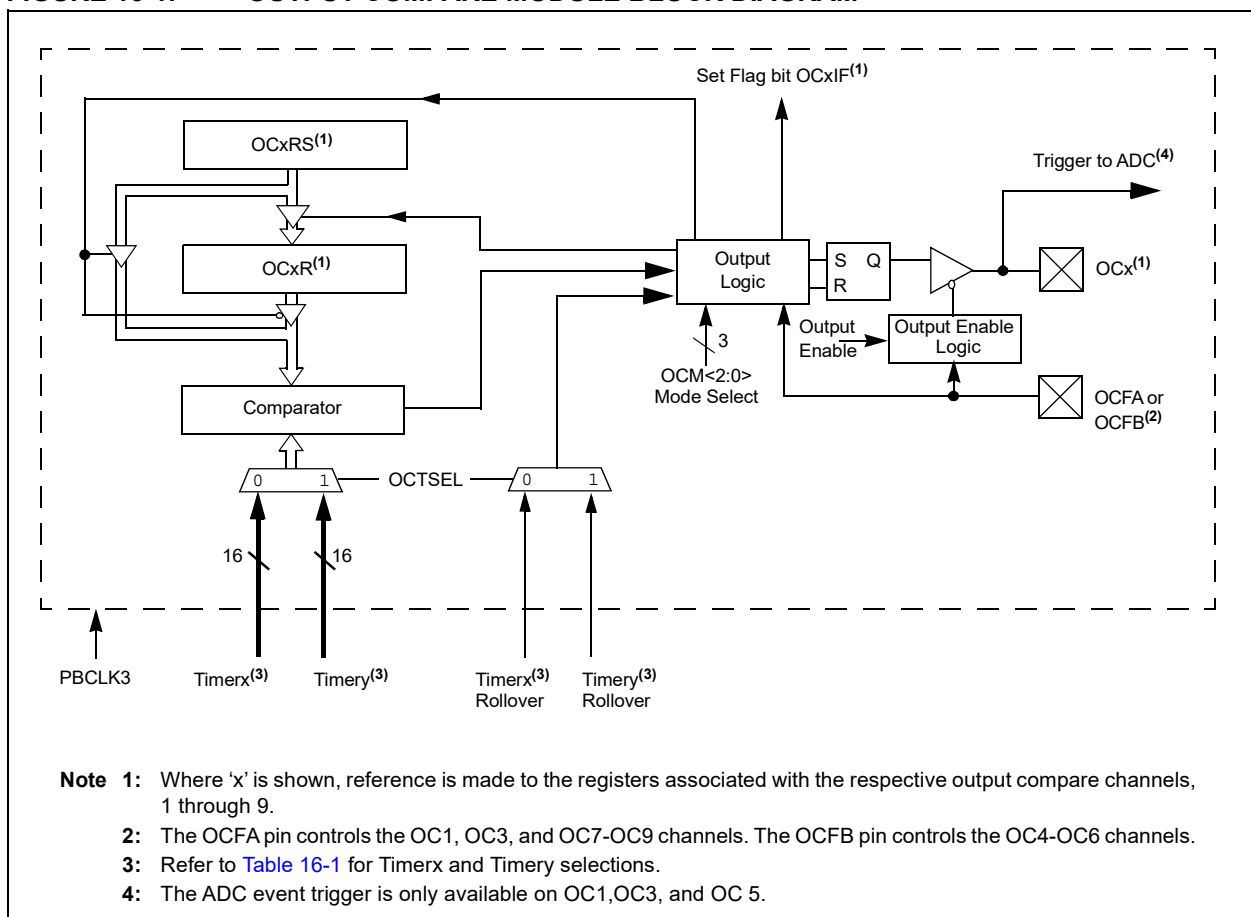 Set Flag bit OCxIF(1)
OCxRS(1)
Trigger to ADC(4)
OCxR(1)
Output
Logic
S Q
R
OCx(1)
Output
Enable
Output Enable
Logic
3
OCM<2:0>
Mode Select
Comparator
OCFA or
OCFB(2)
0 1
OCTSEL
0 1
16
16
PBCLK3
Timerx(3)
Timery(3)
Timerx(3)
Rollover
Timery(3)
Rollover
Note 1: Where ‘x’ is shown, reference is made to the registers associated with the respective output compare channels,
1 through 9.
2: The OCFA pin controls the OC1, OC3, and OC7-OC9 channels. The OCFB pin controls the OC4-OC6 channels.
3: Refer to Table 16-1 for Timerx and Timery selections.
4: The ADC event trigger is only available on OC1,OC3, and OC 5.